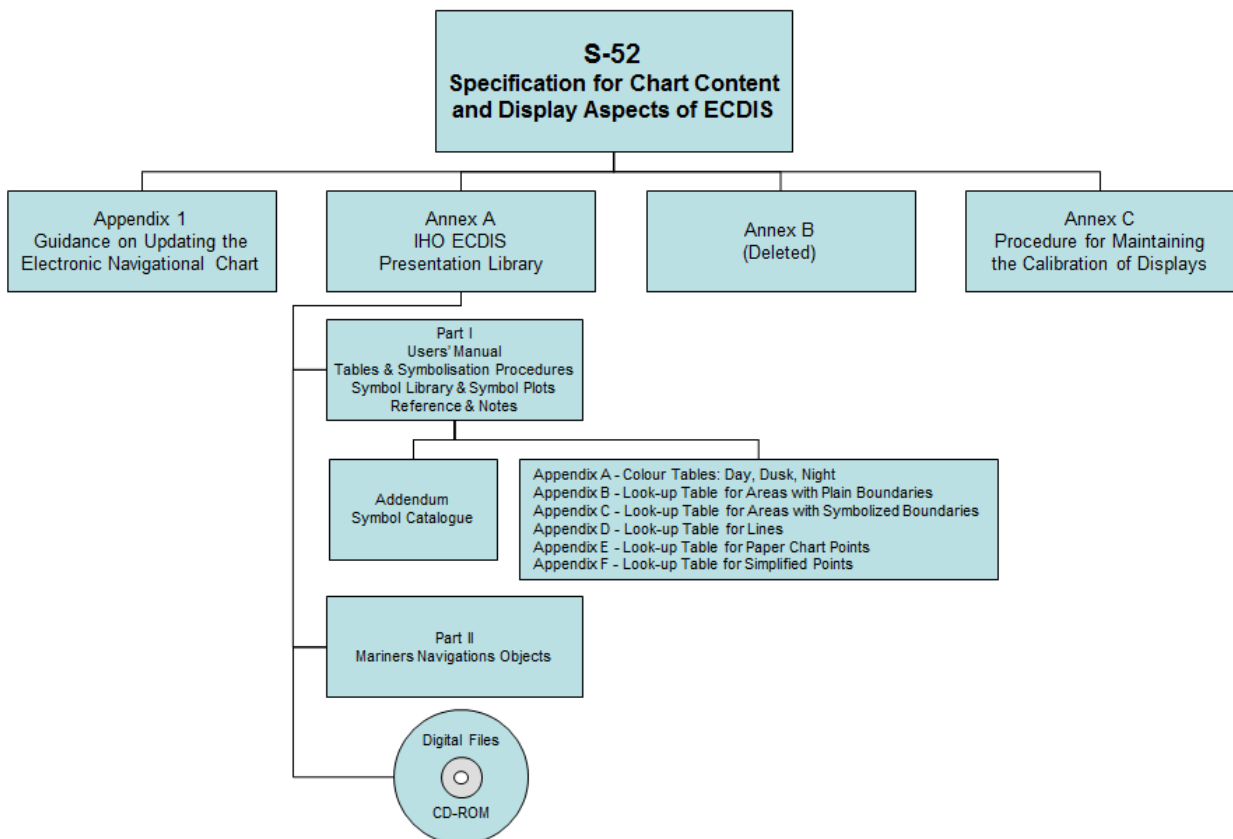 S-52
Specification for Chart Content
and Display Aspects of ECDIS
Appendix 1
Guidance on Updating the
Electronic Navigational Chart
Annex A
IHO ECDIS
Presentation Library
Annex B
(Deleted)
Annex C
Procedure for Maintaining
the Calibration of Displays
Part I
Users' Manual
Tables & Symbolisation Procedures
Symbol Library & Symbol Plots
Reference & Notes
Addendum
Symbol Catalogue
Appendix A - Colour Tables: Day, Dusk, Night
Appendix B - Look-up Table for Areas with Plain Boundaries
Appendix C - Look-up Table for Areas with Symbolized Boundaries
Appendix D - Look-up Table for Lines
Appendix E - Look-up Table for Paper Chart Points
Appendix F - Look-up Table for Simplified Points
Part II
Mariners Navigations Objects
Digital Files
CD-ROM